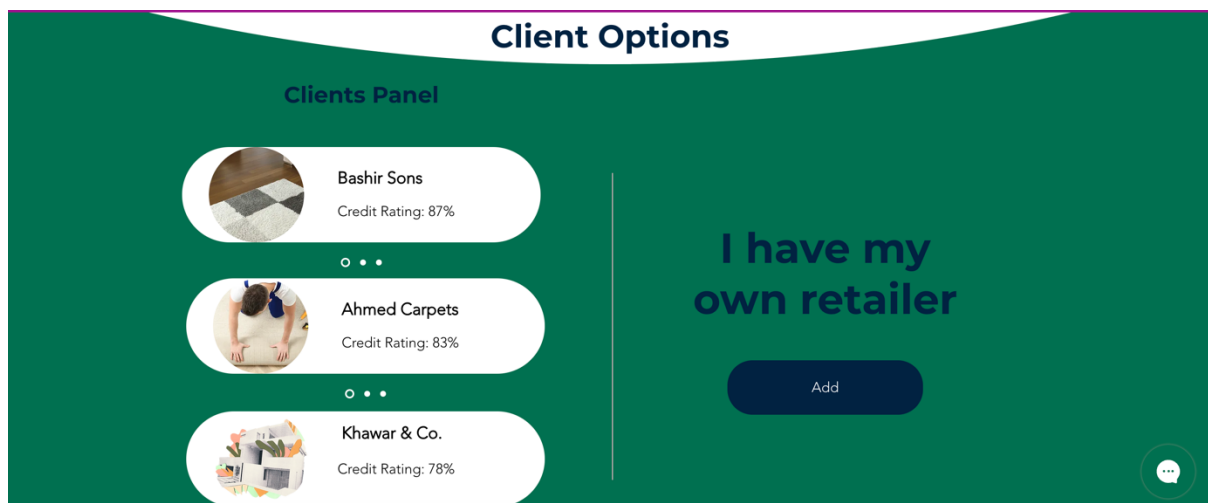 Client Options
Clients Panel
Bashir Sons
Credit Rating: 87%
Ahmed Carpets
Credit Rating: 83%
Khawar & Co.
Credit Rating: 78%
I have my
own retailer
Add